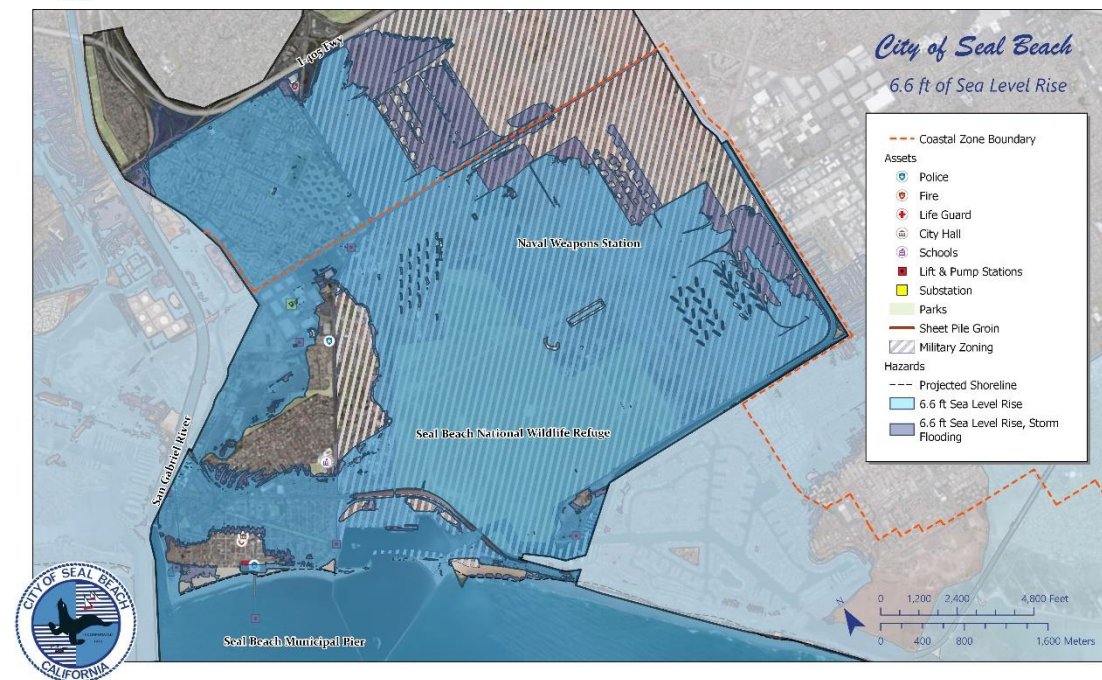 City of Seal Beach
6.6 ft of Sea Level Rise
I-405 Fwy
Coastal Zone Boundary
Assets
Police
Fire
Life Guard
City Hall
Schools
Lift & Pump Stations
Substation
Parks
Sheet Pile Groin
Military Zoning
Hazards
Projected Shoreline
6.6 ft Sea Level Rise
6.6 ft Sea Level Rise, Storm
Flooding
Naval Weapons Station
Seal Beach National Wildlife Refuge
San Gabriel River
Seal Beach Municipal Pier
N
0 1,200 2,400 4,800 Feet
0 400 800 1,600 Meters
CITY OF SEAL BEACH
CALIFORNIA